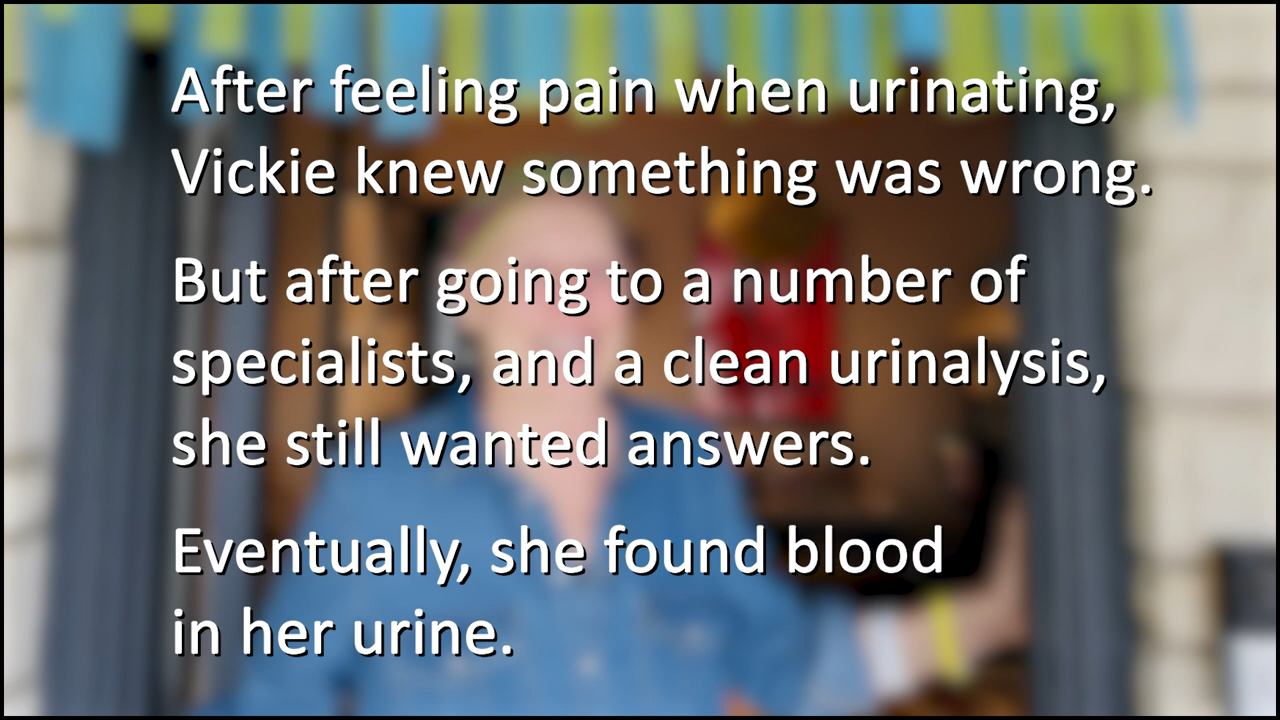 After feeling pain when urinating,
Vickie knew something was wrong.
But after going to a number of
specialists, and a clean urinalysis,
she still wanted answers.
Eventually, she found blood
in her urine.